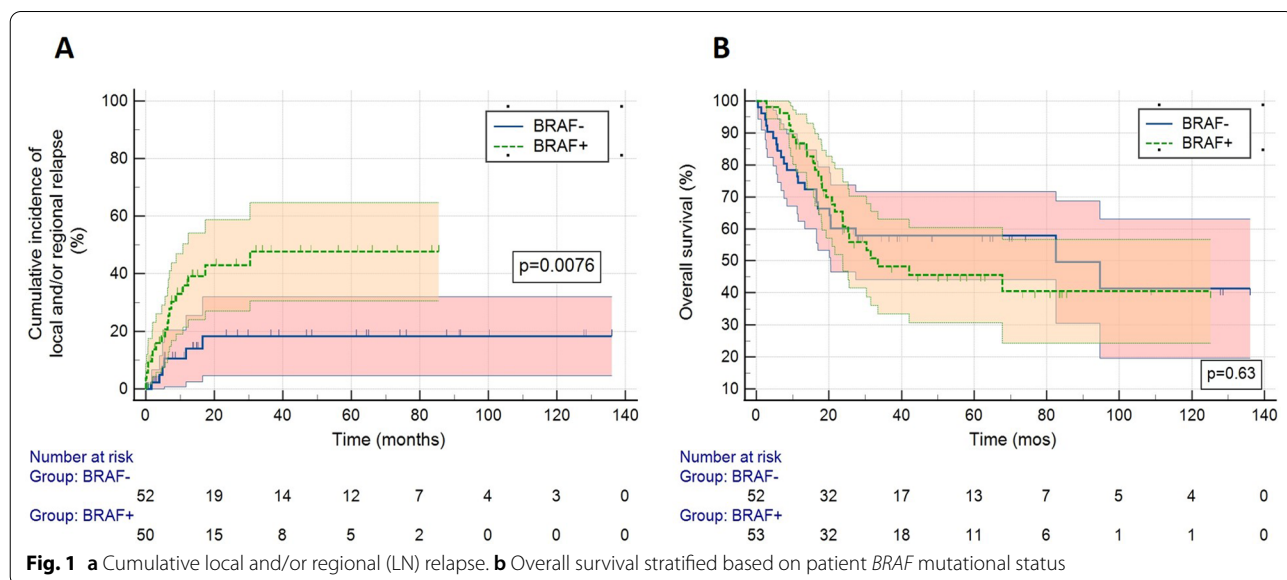 A
Cumulative incidence of
local and/or regional relapse
(%)
100
80
60
40
20
0
BRAF-
BRAF+
p=0.0076
0 20 40 60 80 100 120 140
Time (months)
Number at risk
Group: BRAF-
52 19 14 12 7 4 3 0
Group: BRAF+
50 15 8 5 2 0 0 0
B
Overall survival (%)
100
90
80
70
60
50
40
30
20
10
BRAF-
BRAF+
p=0.63
0 20 40 60 80 100 120 140
Time (mos)
Number at risk
Group: BRAF-
52 32 17 13 7 5 4 0
Group: BRAF+
53 32 18 11 6 1 1 0
Fig. 1 a Cumulative local and/or regional (LN) relapse. b Overall survival stratified based on patient BRAF mutational status